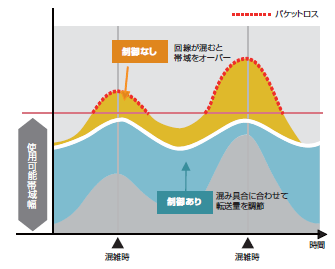 パケットロス
制御なし
回線が混むと
帯域をオーバー
使用可能帯域幅
制御あり
混み具合に合わせて
転送量を調節
時間
混雑時
混雑時